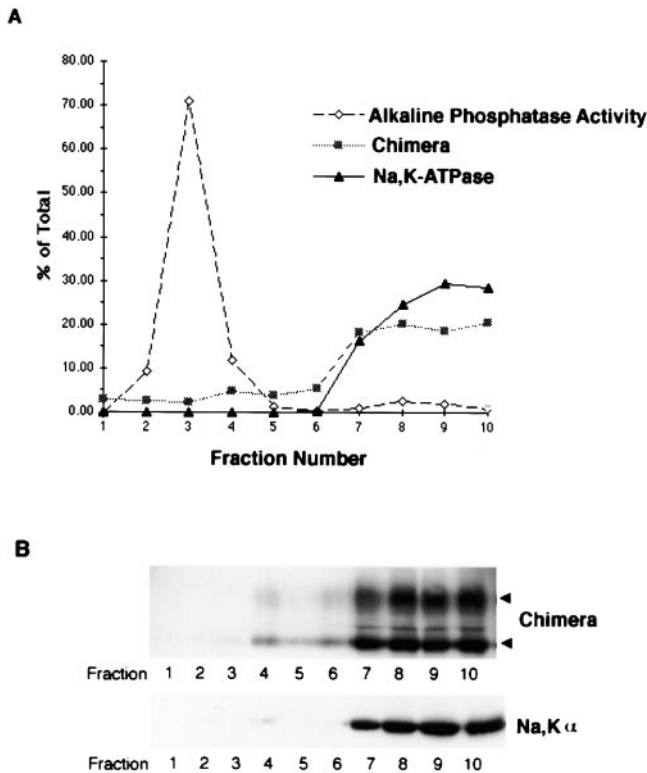 A
80.00
70.00
60.00
50.00
40.00
30.00
20.00
10.00
0.00
% of Total
Alkaline Phosphatase Activity
Chimera
Na,K-ATPase
1 2 3 4 5 6 7 8 9 10
Fraction Number
B
Chimera
Fraction 1 2 3 4 5 6 7 8 9 10
Na,K α
Fraction 1 2 3 4 5 6 7 8 9 10